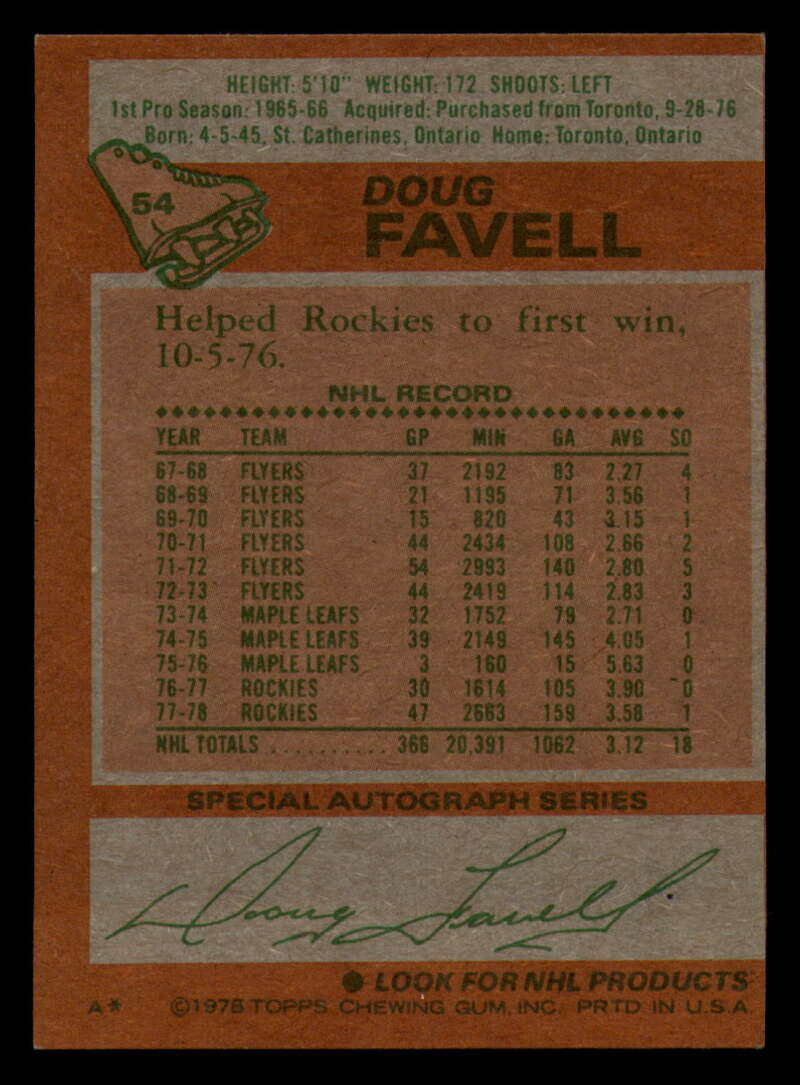 HEIGHT: 5'10" WEIGHT: 172 SHOOTS: LEFT
1st Pro Season: 1965-66 Acquired: Purchased from Toronto, 9-28-76
Born: 4-5-45, St. Catherines, Ontario Home: Toronto, Ontario
54
DOUG
FAVELL
Helped Rockies to first win,
10-5-76.
NHL RECORD
YEAR TEAM GP MIN GA AVG SO
67-68 FLYERS 37 2192 83 2.27 4
68-69 FLYERS 21 1195 71 3.56 1
69-70 FLYERS 15 820 43 3.15 1
70-71 FLYERS 44 2434 108 2.66 2
71-72 FLYERS 54 2993 140 2.80 5
72-73 FLYERS 44 2419 114 2.83 3
73-74 MAPLE LEAFS 32 1752 79 2.71 0
74-75 MAPLE LEAFS 39 2149 145 4.05 1
75-76 MAPLE LEAFS 3 160 15 5.63 0
76-77 ROCKIES 30 1614 105 3.90 0
77-78 ROCKIES 47 2663 159 3.58 1
NHL TOTALS .......... 366 20,391 1062 3.12 18
SPECIAL AUTOGRAPH SERIES
Doug Favell
● LOOK FOR NHL PRODUCTS
A* ©1978 TOPPS CHEWING GUM, INC. PRTD IN U.S.A.